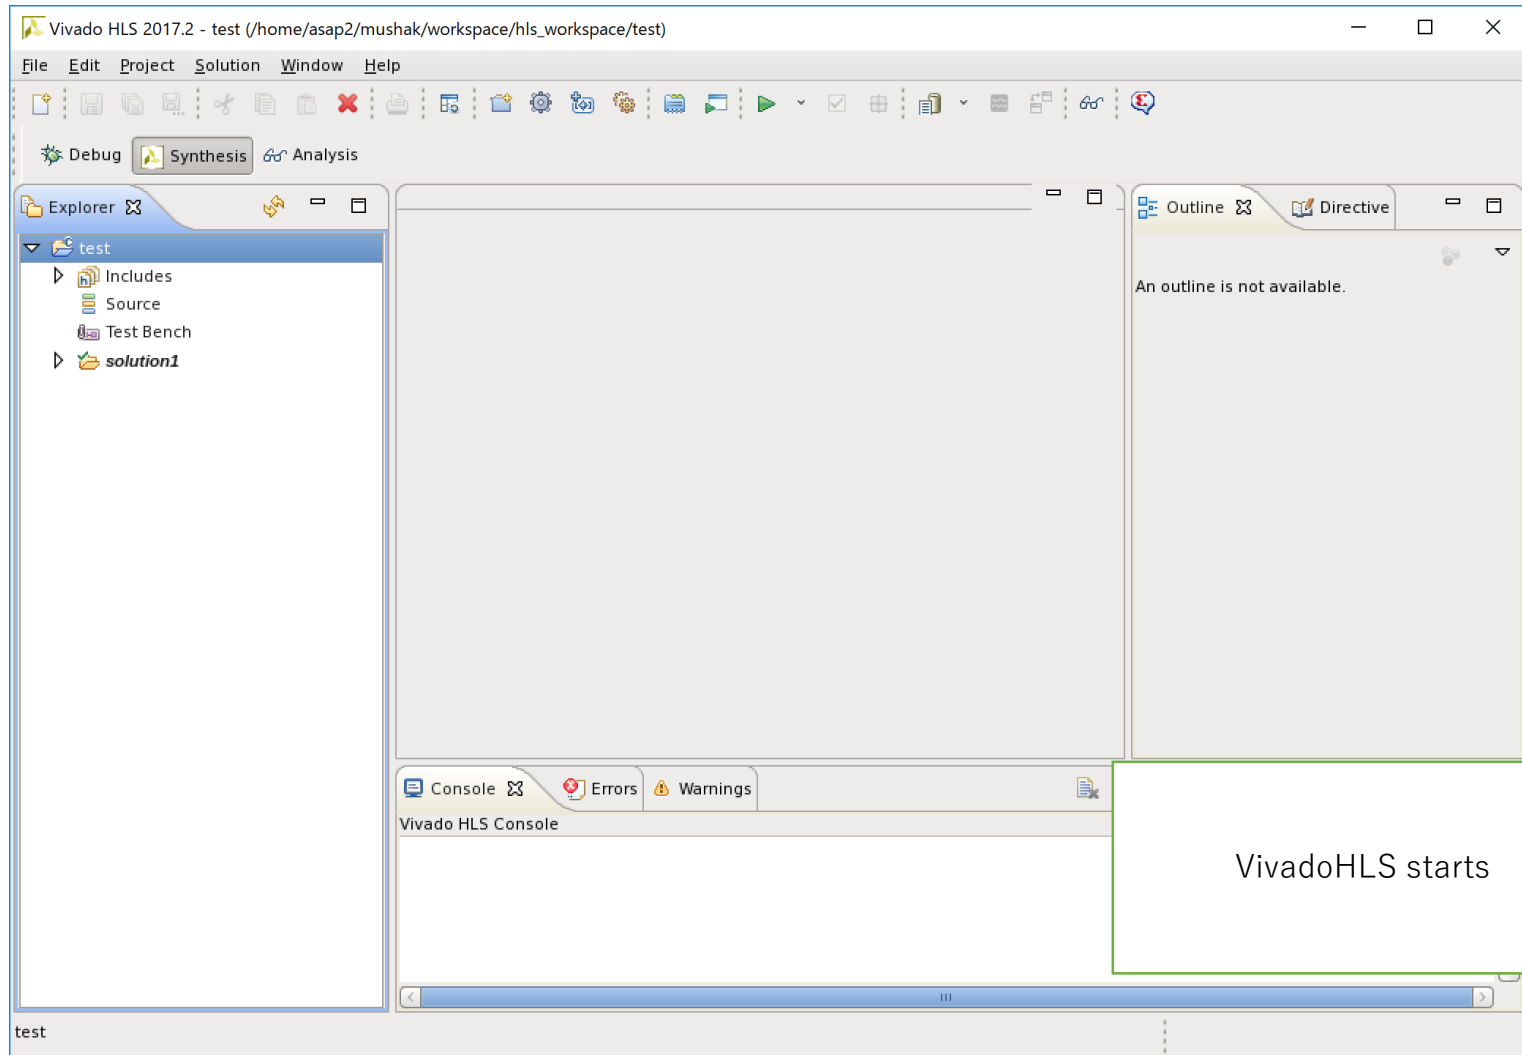 Vivado HLS 2017.2 - test (/home/asap2/mushak/workspace/hls_workspace/test)
File Edit Project Solution Window Help
Debug Synthesis Analysis
Explorer
test
Includes
Source
Test Bench
solution1
Outline Directive
An outline is not available.
Console Errors Warnings
Vivado HLS Console
VivadoHLS starts
test